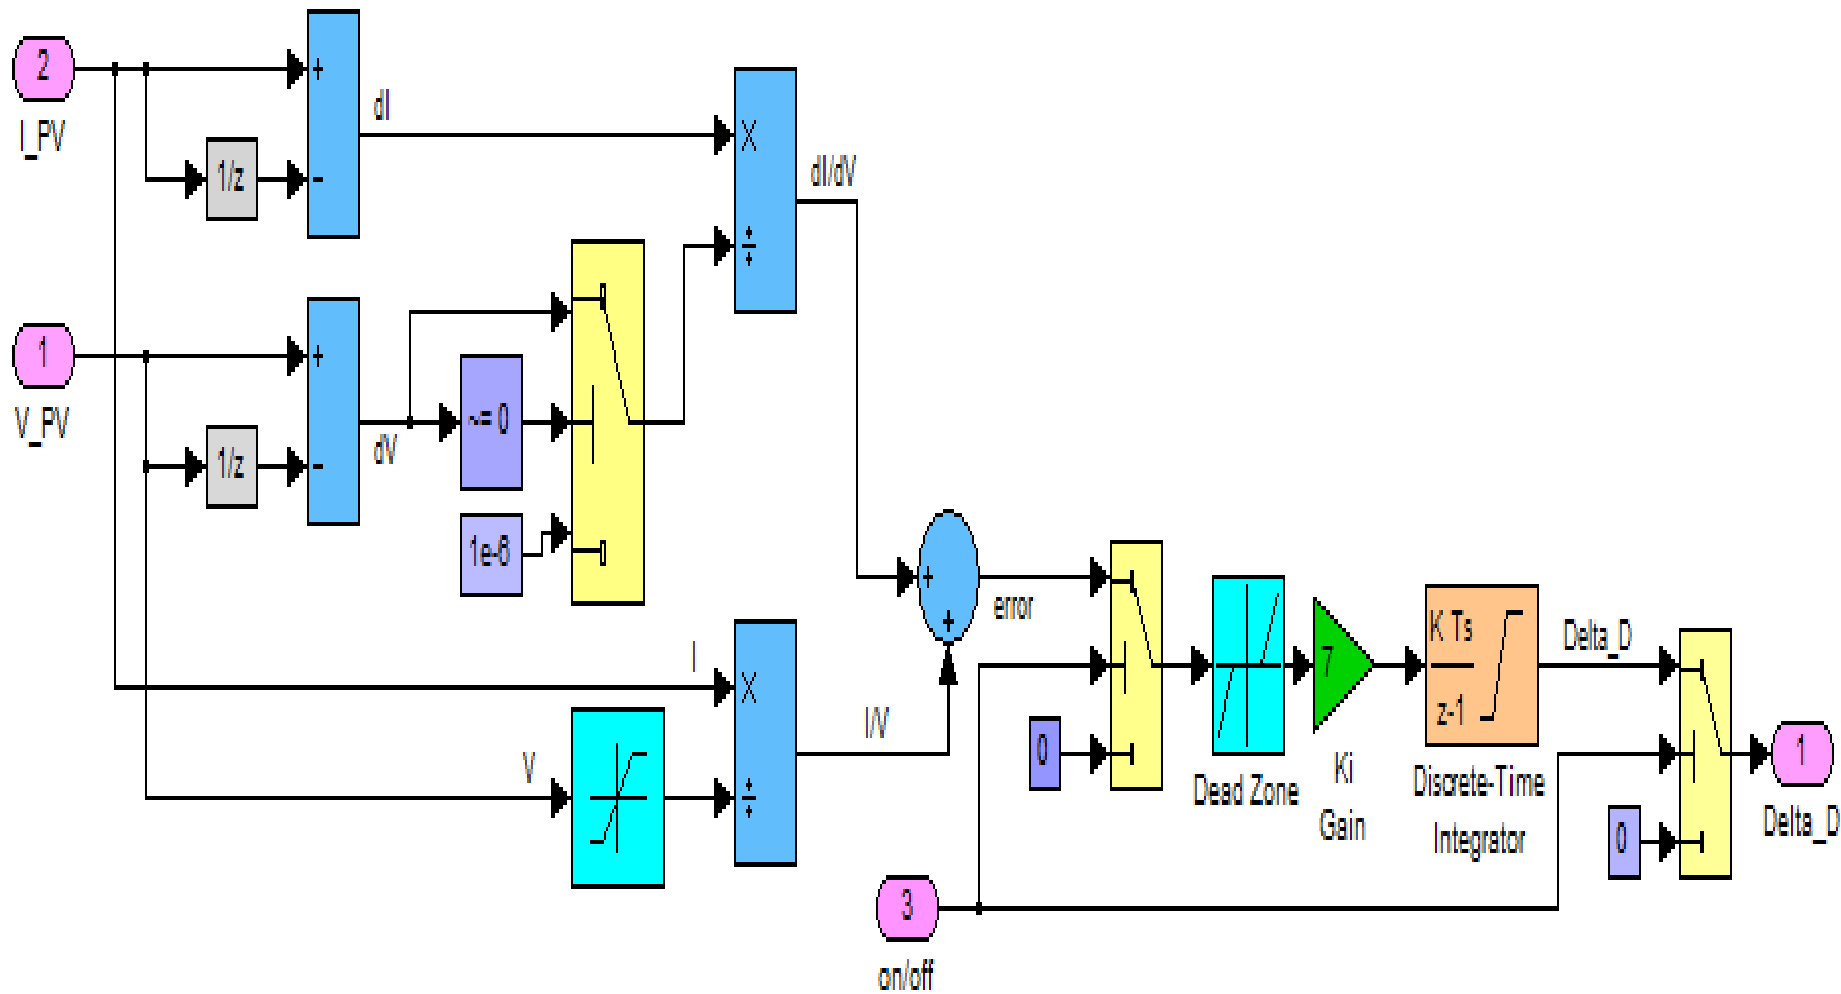 2
I_PV
1/z
+
-
dI
×
÷
dI/dV
1
V_PV
1/z
+
-
dV
~= 0
1e-6
I
V
×
÷
I/V
+
+
error
0
3
on/off
Dead Zone
7
Ki
Gain
K Ts
z-1
Discrete-Time
Integrator
Delta_D
0
1
Delta_D